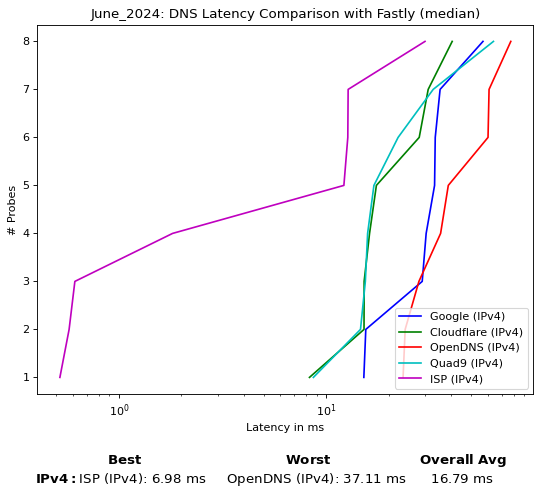 June_2024: DNS Latency Comparison with Fastly (median)
8
7
6
5
4
3
2
1
# Probes
Google (IPv4)
Cloudflare (IPv4)
OpenDNS (IPv4)
Quad9 (IPv4)
ISP (IPv4)
10⁰ 10¹
Latency in ms
Best Worst Overall Avg
IPv4: ISP (IPv4): 6.98 ms OpenDNS (IPv4): 37.11 ms 16.79 ms